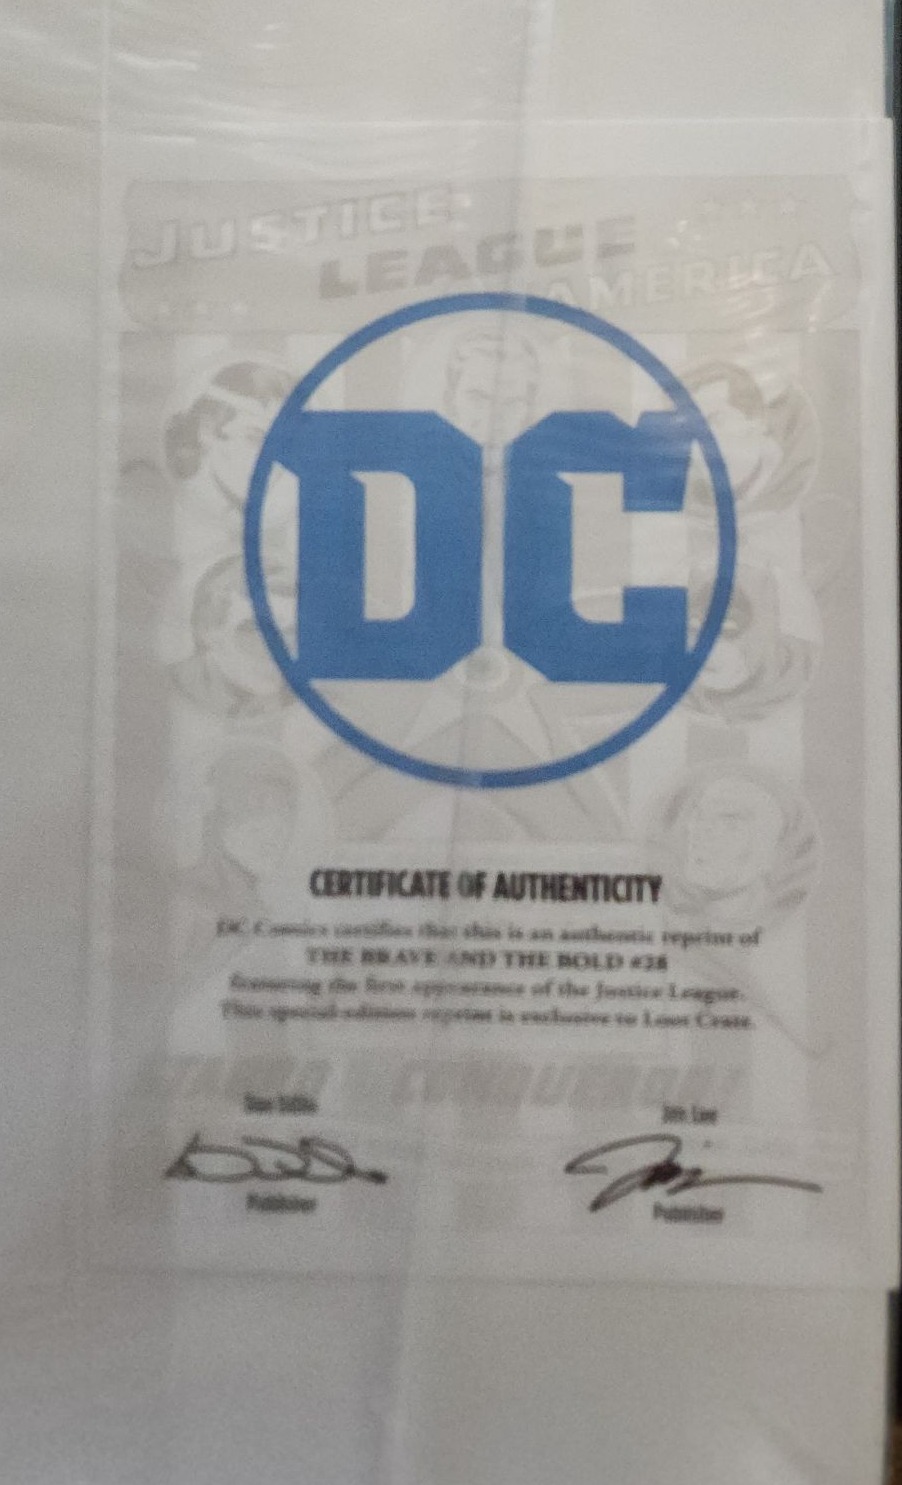 JUSTICE
LEAGUE
AMERICA
DC
CERTIFICATE OF AUTHENTICITY
DC Comics certifies that this is an authentic reprint of
THE BRAVE AND THE BOLD #28
featuring the first appearance of the Justice League.
This special edition reprint is exclusive to Loot Crate.
Dan DiDio
Jim Lee
Publisher
Publisher